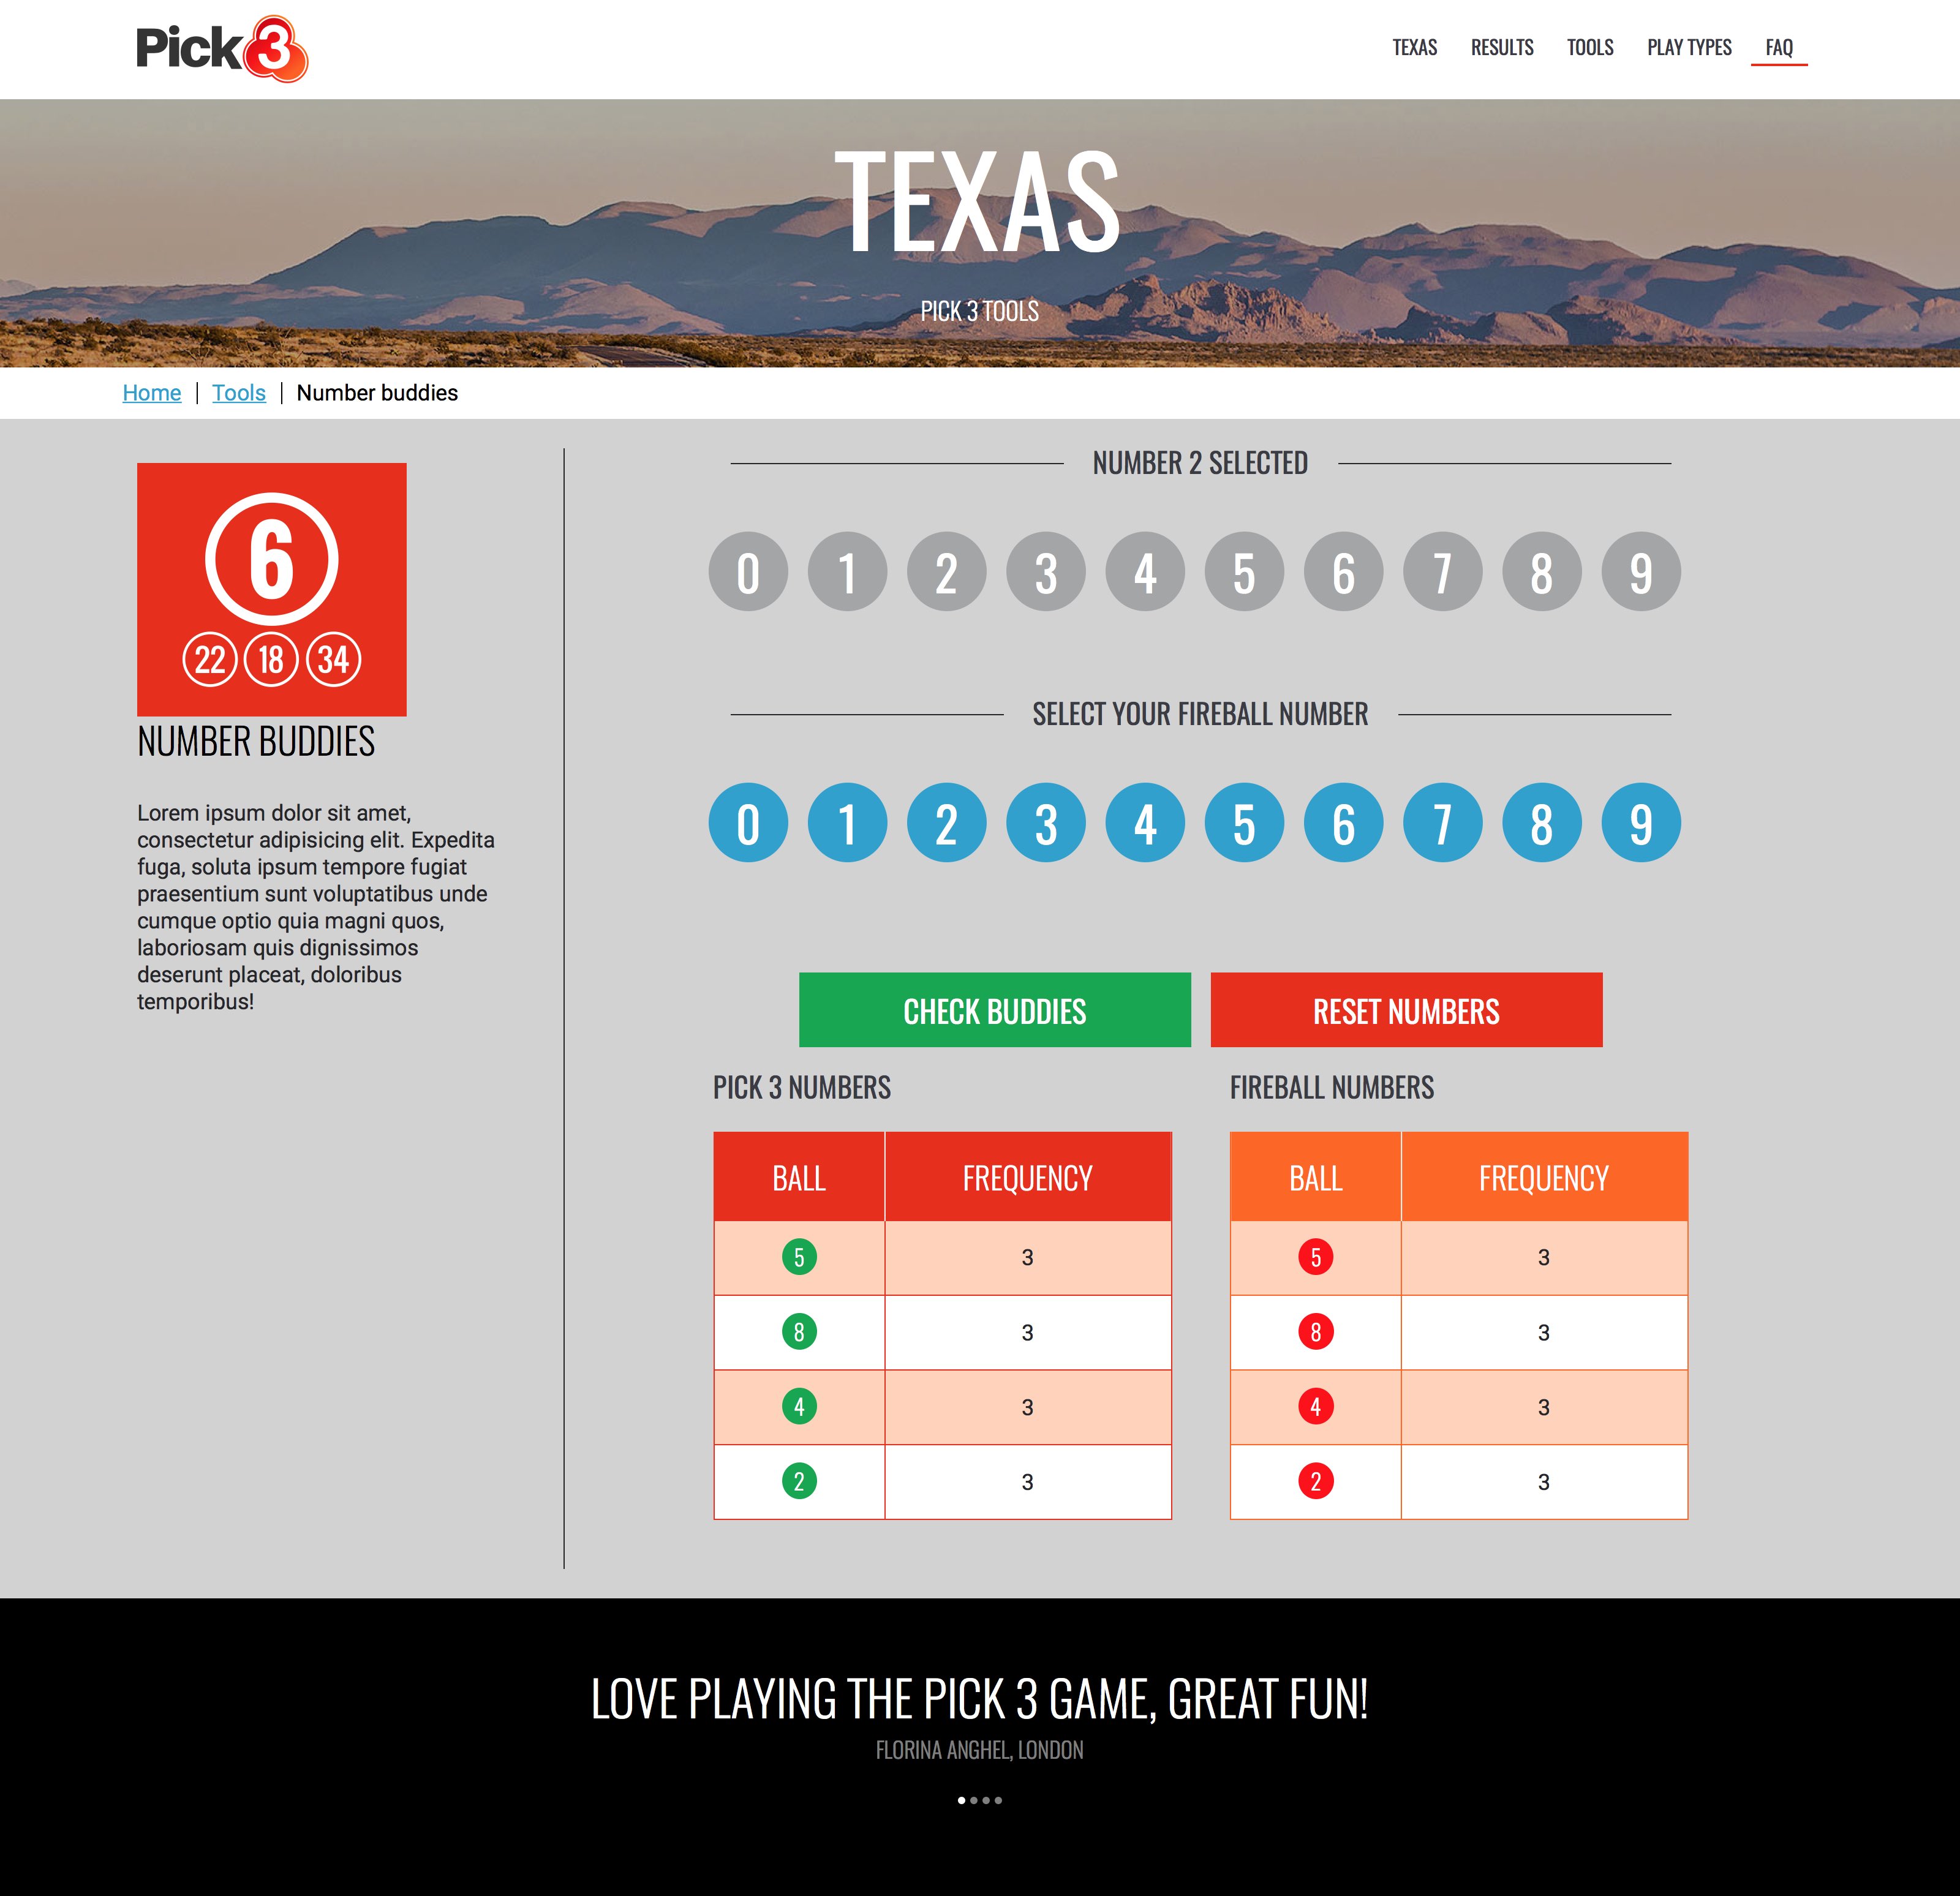 Pick 3
TEXAS RESULTS TOOLS PLAY TYPES FAQ
TEXAS
PICK 3 TOOLS
Home | Tools | Number buddies
6
22 18 34
NUMBER BUDDIES
Lorem ipsum dolor sit amet,
consectetur adipisicing elit. Expedita
fuga, soluta ipsum tempore fugiat
praesentium sunt voluptatibus unde
cumque optio quia magni quos,
laboriosam quis dignissimos
deserunt placeat, doloribus
temporibus!
NUMBER 2 SELECTED
0 1 2 3 4 5 6 7 8 9
SELECT YOUR FIREBALL NUMBER
0 1 2 3 4 5 6 7 8 9
CHECK BUDDIES RESET NUMBERS
PICK 3 NUMBERS
BALL FREQUENCY
5 3
8 3
4 3
2 3
FIREBALL NUMBERS
BALL FREQUENCY
5 3
8 3
4 3
2 3
LOVE PLAYING THE PICK 3 GAME, GREAT FUN!
FLORINA ANGHEL, LONDON